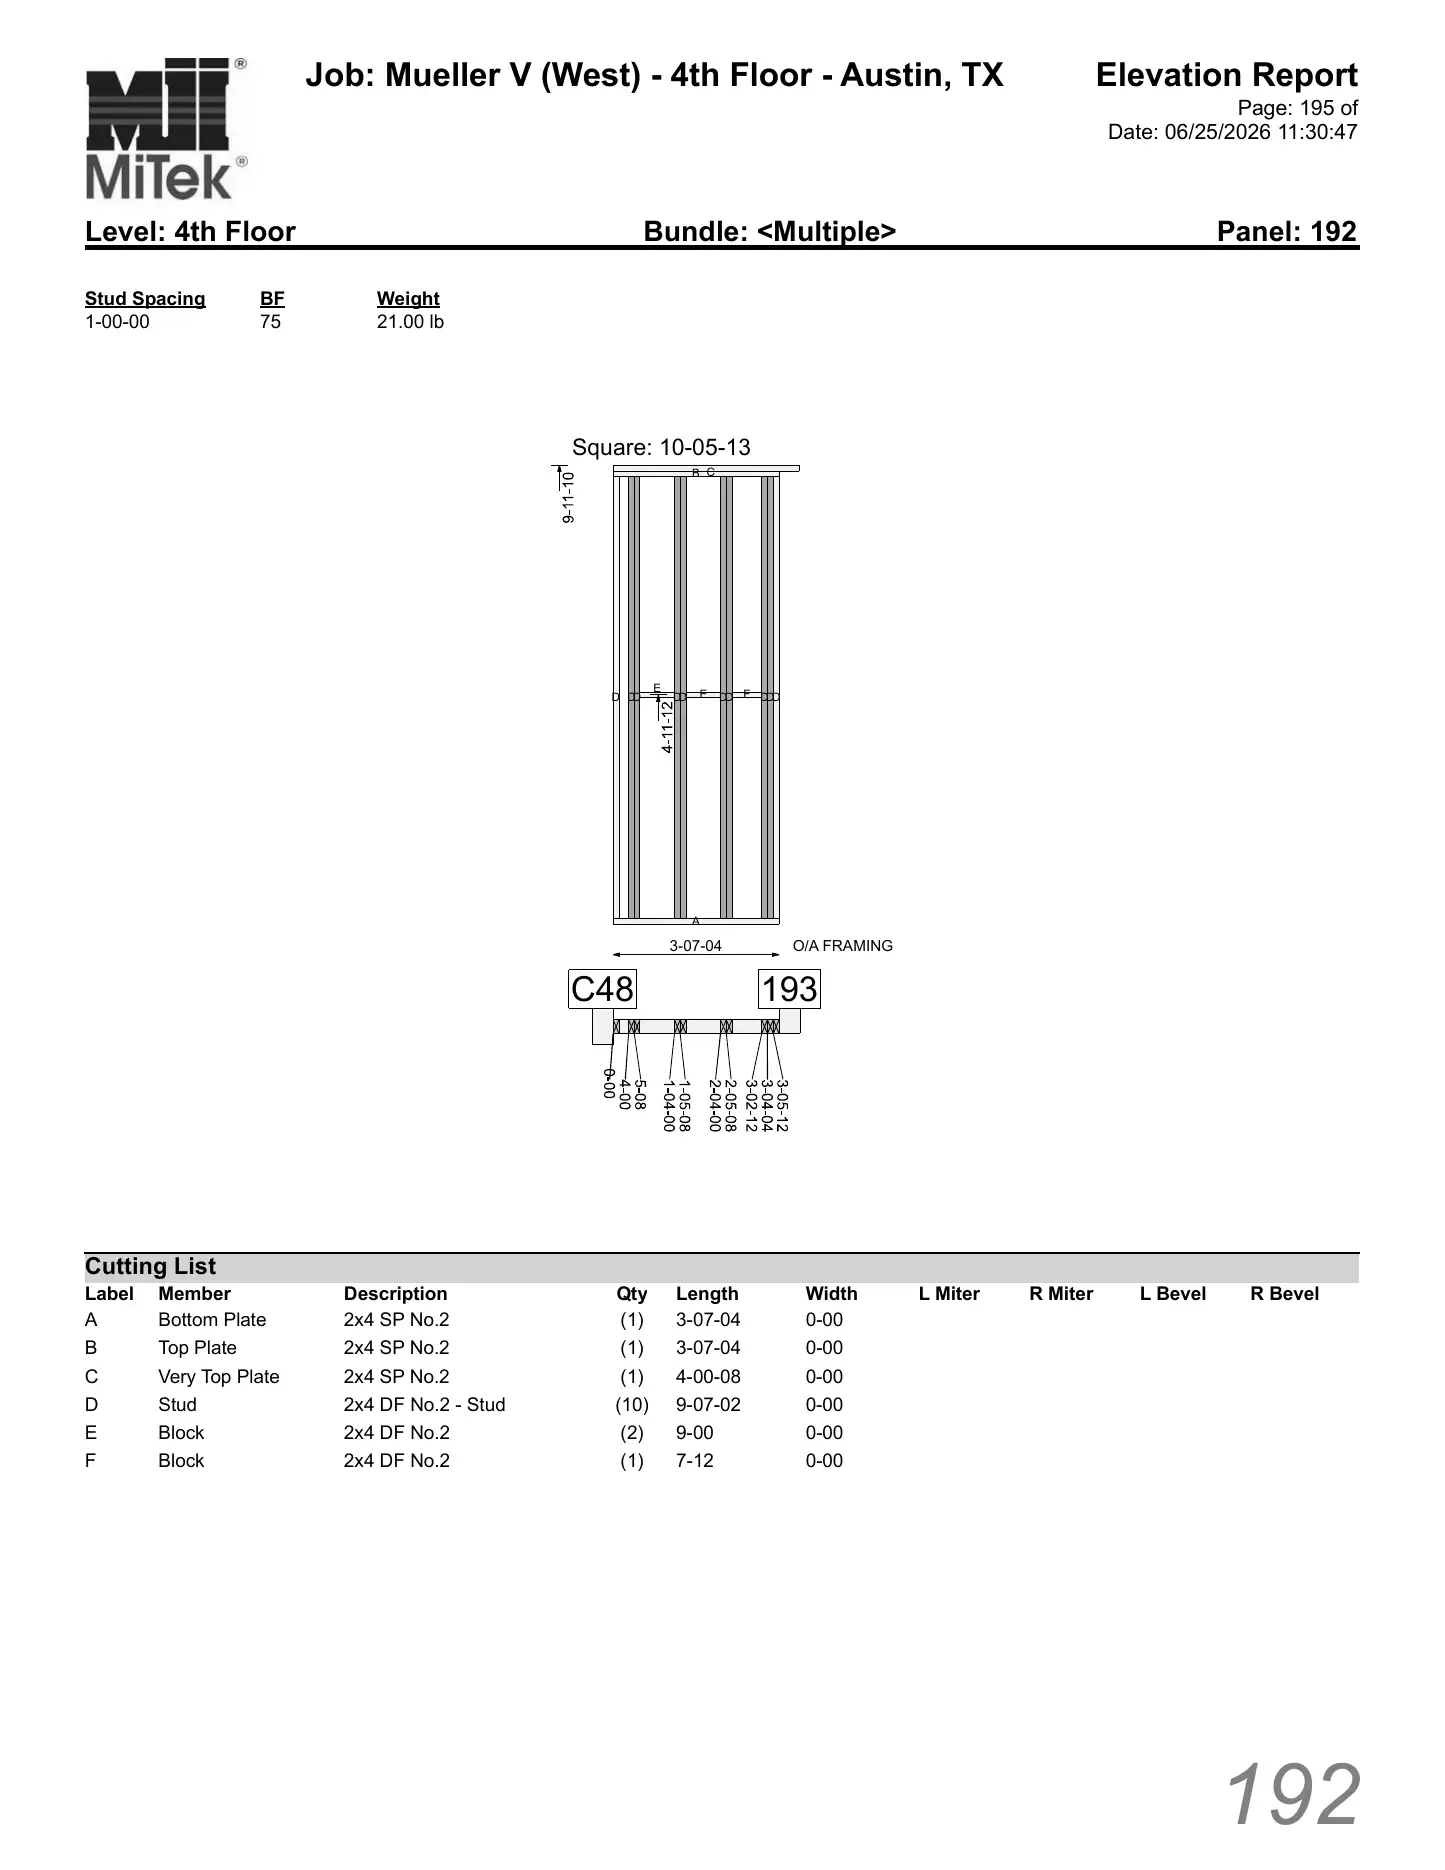 MiTek
Job: Mueller V (West) - 4th Floor - Austin, TX
Elevation Report
Page: 195 of
Date: 06/25/2026 11:30:47
Level: 4th Floor Bundle: <Multiple> Panel: 192
Stud Spacing BF Weight
1-00-00 75 21.00 lb
Square: 10-05-13
B C
9-11-10
E
D D D D D F D D F D D D
4-11-12
A
3-07-04 O/A FRAMING
C48 193
0-00 4-00 5-08 1-04-00 1-05-08 2-04-00 2-05-08 3-02-12 3-04-04 3-05-12
Cutting List
Label Member Description Qty Length Width L Miter R Miter L Bevel R Bevel
A Bottom Plate 2x4 SP No.2 (1) 3-07-04 0-00
B Top Plate 2x4 SP No.2 (1) 3-07-04 0-00
C Very Top Plate 2x4 SP No.2 (1) 4-00-08 0-00
D Stud 2x4 DF No.2 - Stud (10) 9-07-02 0-00
E Block 2x4 DF No.2 (2) 9-00 0-00
F Block 2x4 DF No.2 (1) 7-12 0-00
192